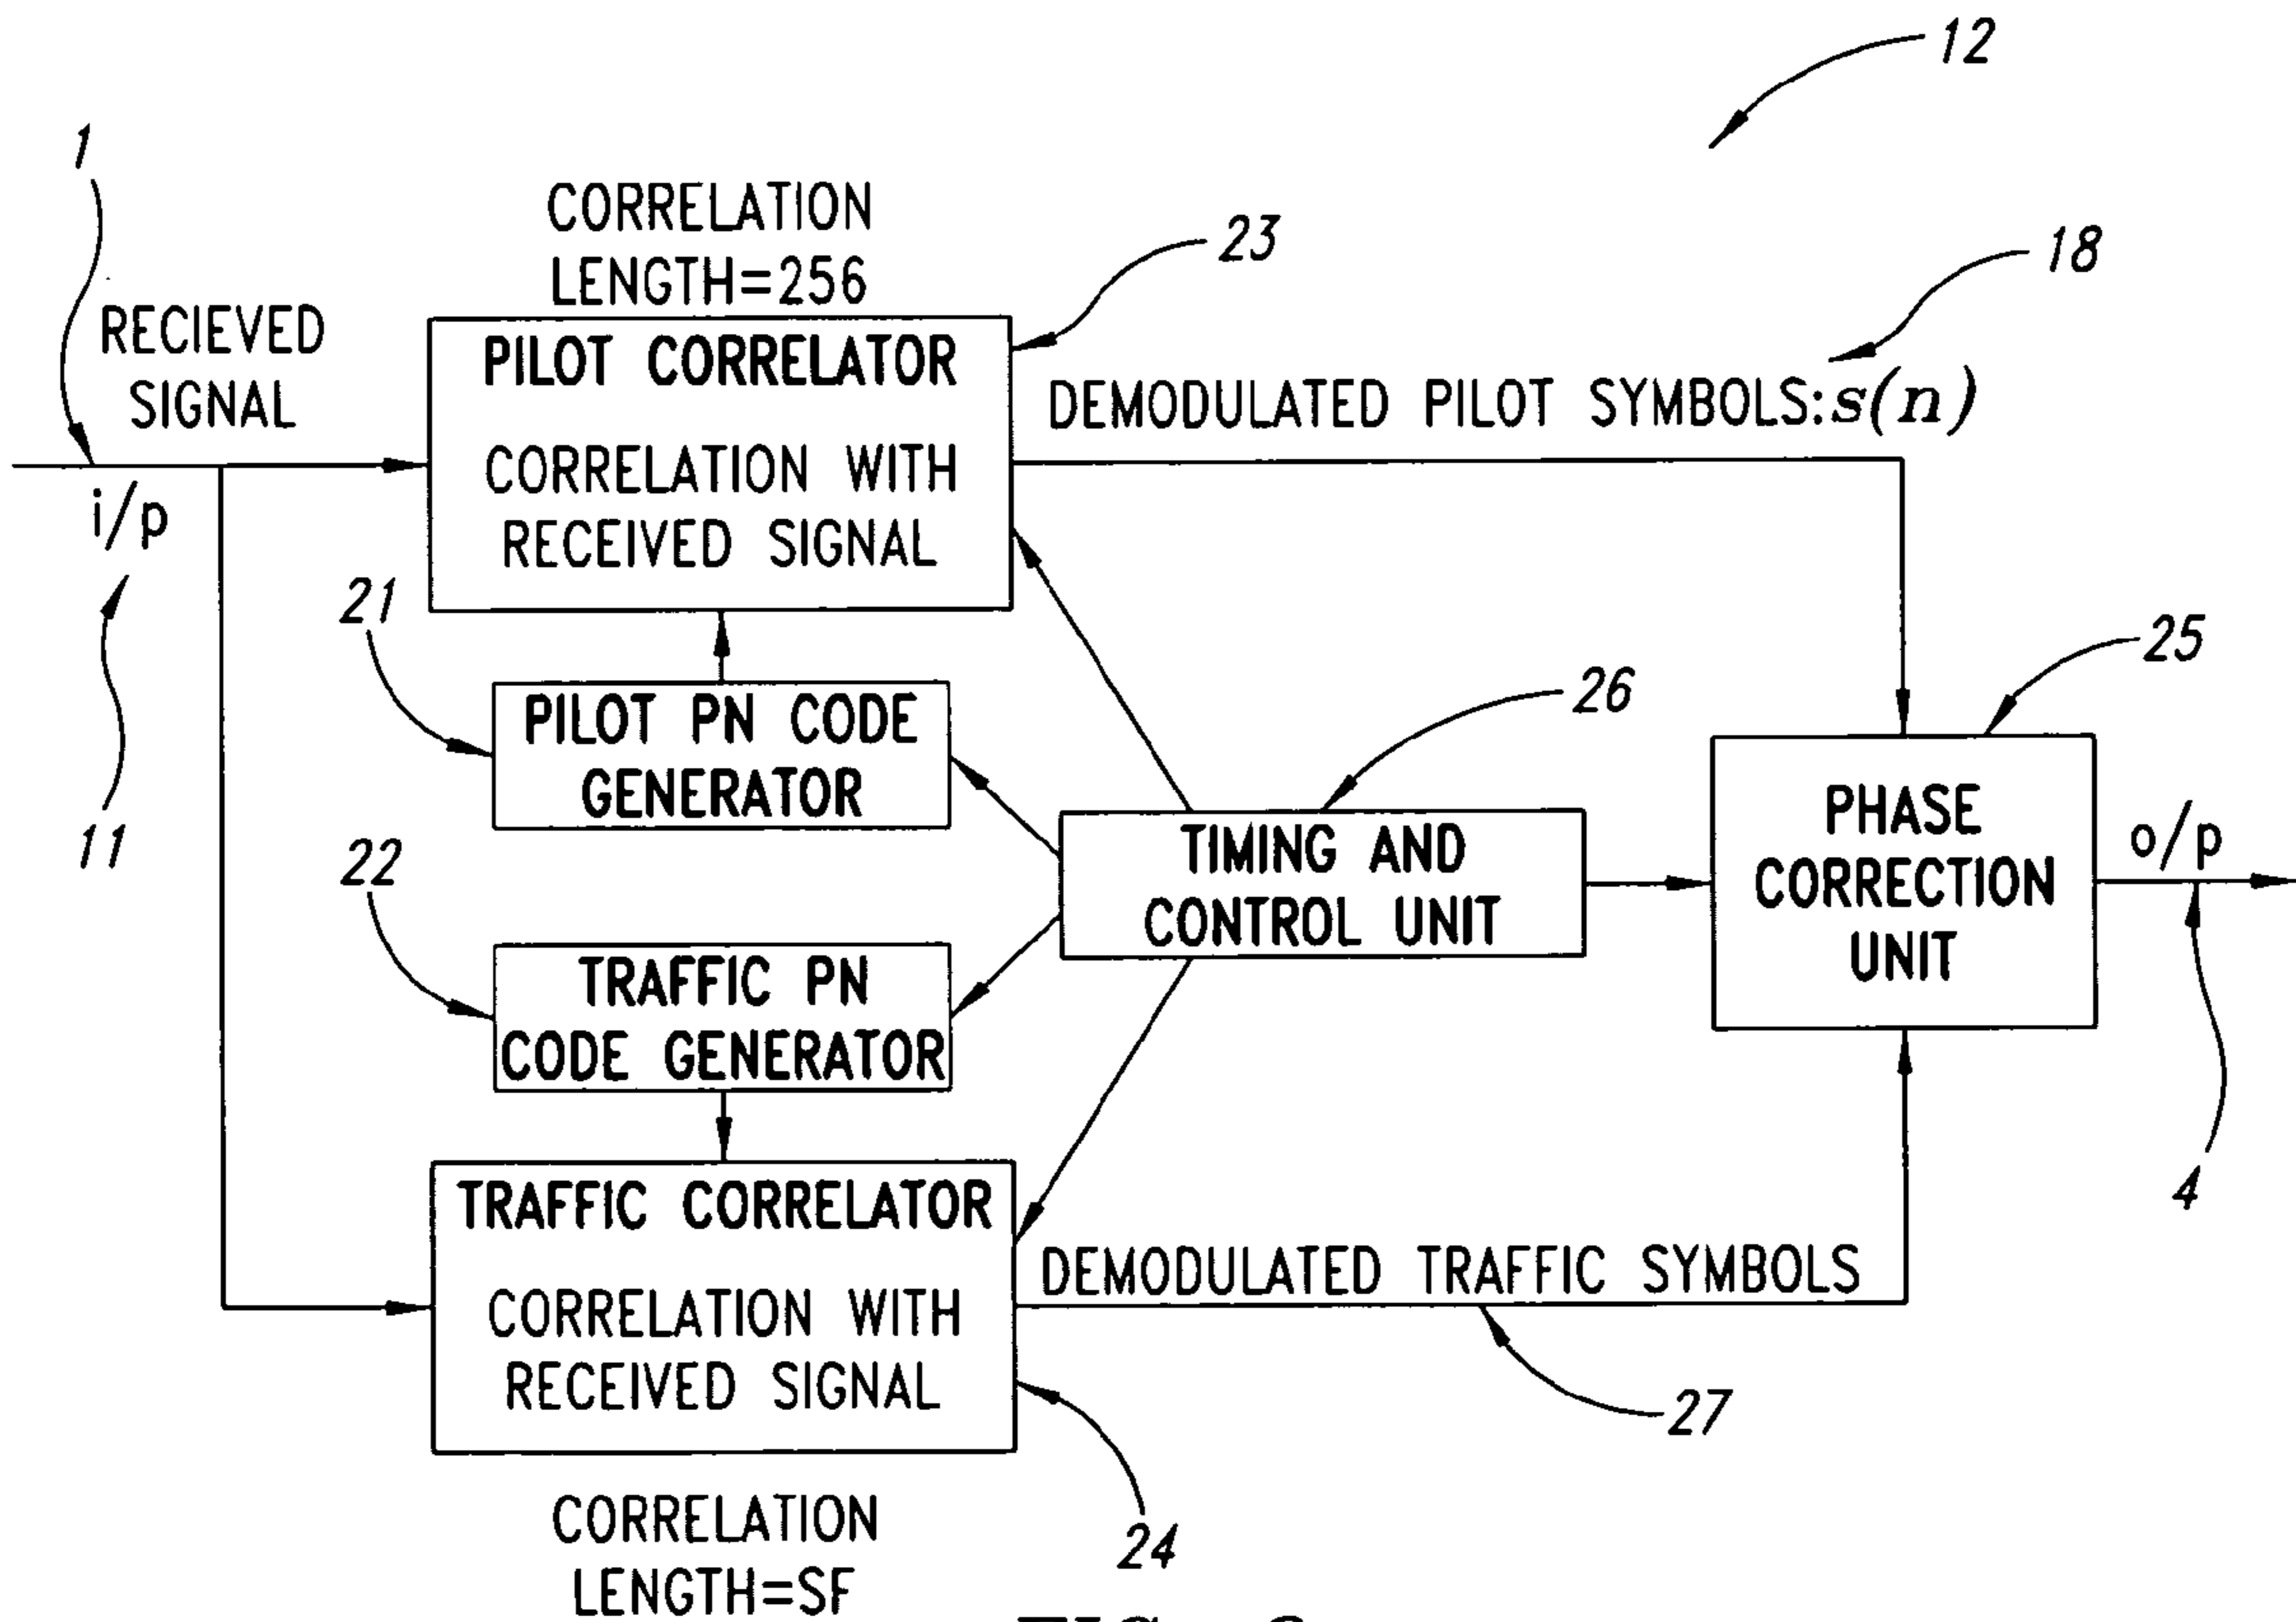 12
1
CORRELATION
LENGTH=256
23
18
RECIEVED
SIGNAL
PILOT CORRELATOR
DEMODULATED PILOT SYMBOLS: s(n)
CORRELATION WITH
RECEIVED SIGNAL
i/p
11
21
PILOT PN CODE
GENERATOR
26
25
22
TIMING AND
CONTROL UNIT
PHASE
CORRECTION
UNIT
o/p
4
TRAFFIC PN
CODE GENERATOR
TRAFFIC CORRELATOR
CORRELATION WITH
RECEIVED SIGNAL
DEMODULATED TRAFFIC SYMBOLS
27
24
CORRELATION
LENGTH=SF